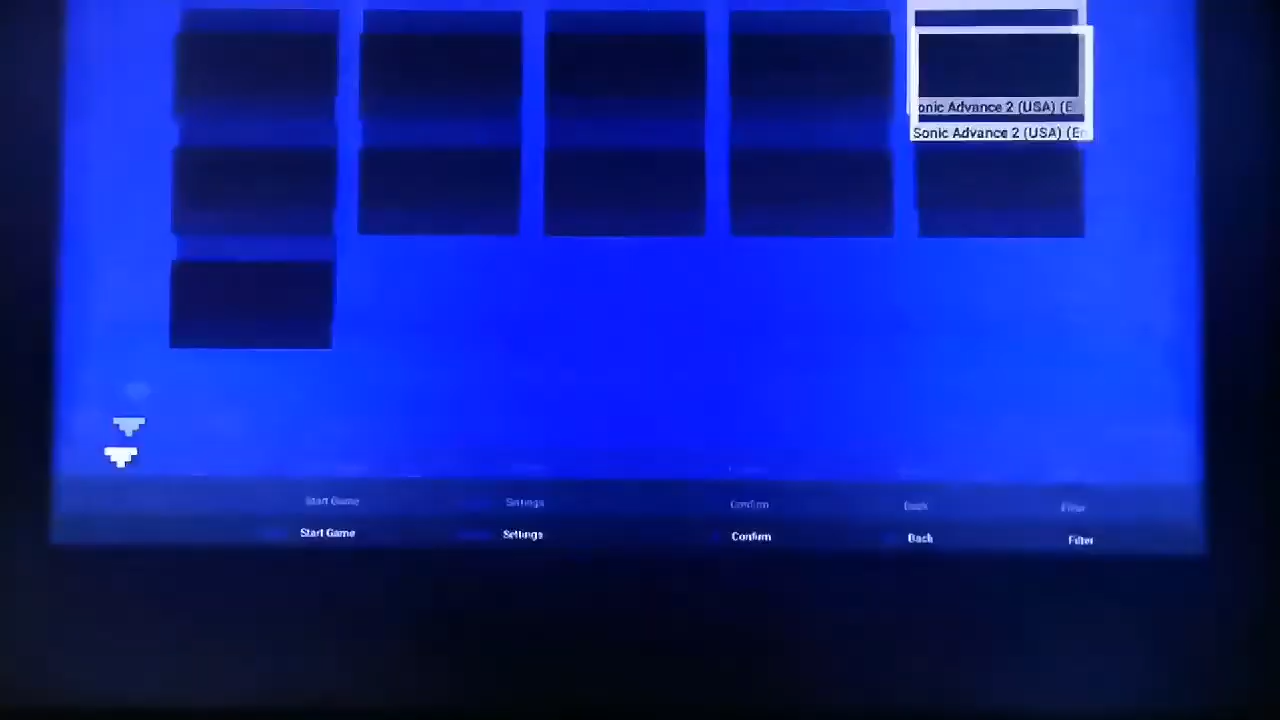 onic Advance 2 (USA) (E
Sonic Advance 2 (USA) (En
Start Game Settings Confirm Back Filter
Start Game Settings Confirm Back Filter